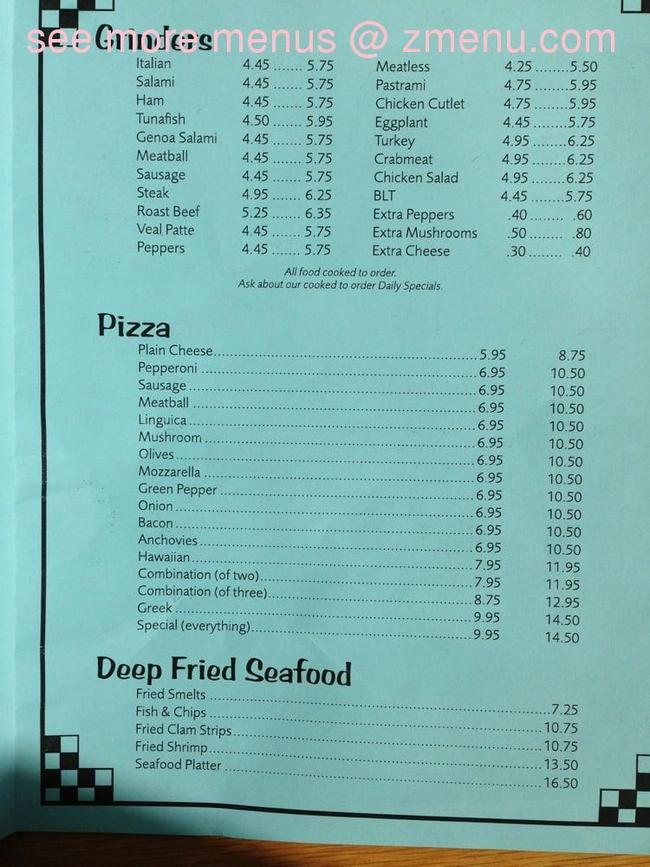 see more menus @ zmenu.com
Grinders
Italian 4.45 ....... 5.75
Salami 4.45 ....... 5.75
Ham 4.45 ....... 5.75
Tunafish 4.50 ....... 5.95
Genoa Salami 4.45 ....... 5.75
Meatball 4.45 ....... 5.75
Sausage 4.45 ....... 5.75
Steak 4.95 ....... 6.25
Roast Beef 5.25 ....... 6.35
Veal Patte 4.45 ....... 5.75
Peppers 4.45 ....... 5.75
Meatless 4.25 ........ 5.50
Pastrami 4.75 ........ 5.95
Chicken Cutlet 4.75 ........ 5.95
Eggplant 4.45 ........ 5.75
Turkey 4.95 ........ 6.25
Crabmeat 4.95 ........ 6.25
Chicken Salad 4.95 ........ 6.25
BLT 4.45 ........ 5.75
Extra Peppers .40 ........ .60
Extra Mushrooms .50 ........ .80
Extra Cheese .30 ........ .40
All food cooked to order.
Ask about our cooked to order Daily Specials.
Pizza
Plain Cheese........ 5.95 8.75
Pepperoni ........ 6.95 10.50
Sausage ........ 6.95 10.50
Meatball ........ 6.95 10.50
Linguica ........ 6.95 10.50
Mushroom ........ 6.95 10.50
Olives ........ 6.95 10.50
Mozzarella ........ 6.95 10.50
Green Pepper ........ 6.95 10.50
Onion ........ 6.95 10.50
Bacon ........ 6.95 10.50
Anchovies ........ 6.95 10.50
Hawaiian ........ 7.95 11.95
Combination (of two)........ 7.95 11.95
Combination (of three)........ 8.75 12.95
Greek ........ 9.95 14.50
Special (everything)........ 9.95 14.50
Deep Fried Seafood
Fried Smelts ........ 7.25
Fish & Chips ........ 10.75
Fried Clam Strips........ 10.75
Fried Shrimp........ 13.50
Seafood Platter ........ 16.50